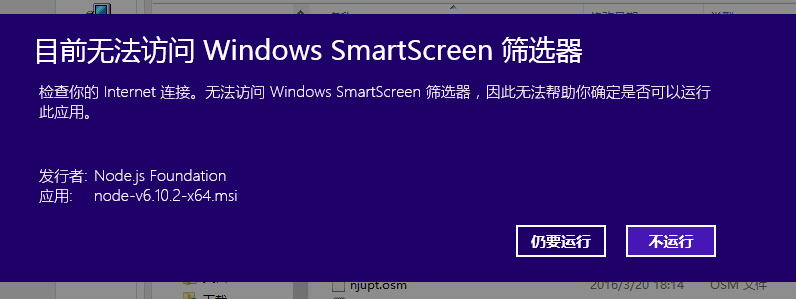 目前无法访问 Windows SmartScreen 筛选器
检查你的 Internet 连接。无法访问 Windows SmartScreen 筛选器，因此无法帮助你确定是否可以运行
此应用。
发行者: Node.js Foundation
应用: node-v6.10.2-x64.msi
仍要运行 不运行
njupt.osm 2016/3/20 18:14 OSM 文件